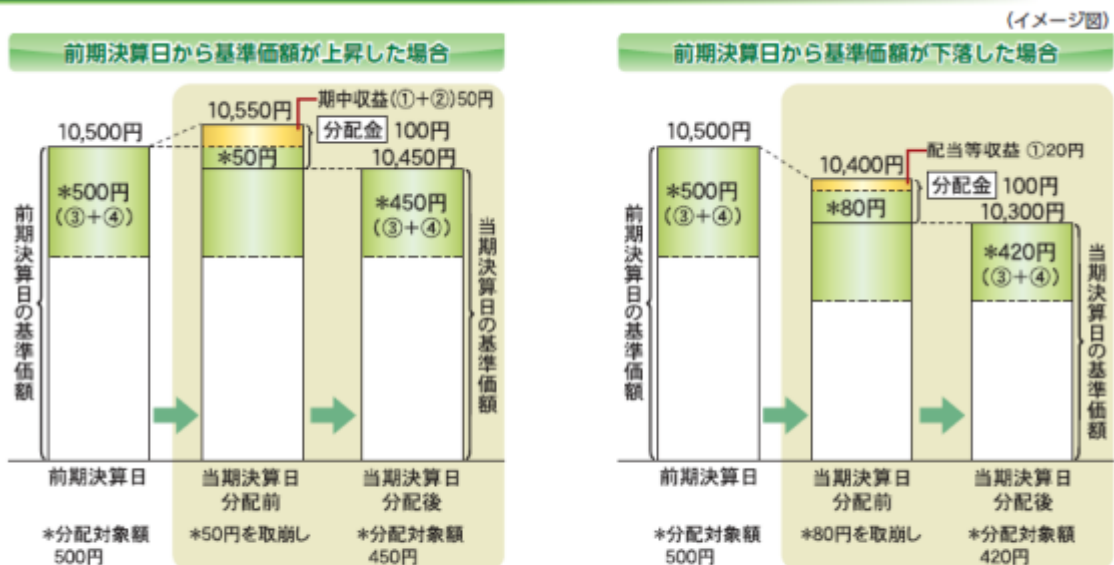 (イメージ図)
前期決算日から基準価額が上昇した場合
10,500円
*500円
(③+④)
前期決算日の基準価額
10,550円
期中収益(①+②)50円
*50円
分配金 100円
10,450円
*450円
(③+④)
当期決算日の基準価額
前期決算日
当期決算日
分配前
当期決算日
分配後
*分配対象額
500円
*50円を取崩し
*分配対象額
450円
前期決算日から基準価額が下落した場合
10,500円
*500円
(③+④)
前期決算日の基準価額
10,400円
配当等収益 ①20円
*80円
分配金 100円
10,300円
*420円
(③+④)
当期決算日の基準価額
前期決算日
当期決算日
分配前
当期決算日
分配後
*分配対象額
500円
*80円を取崩し
*分配対象額
420円